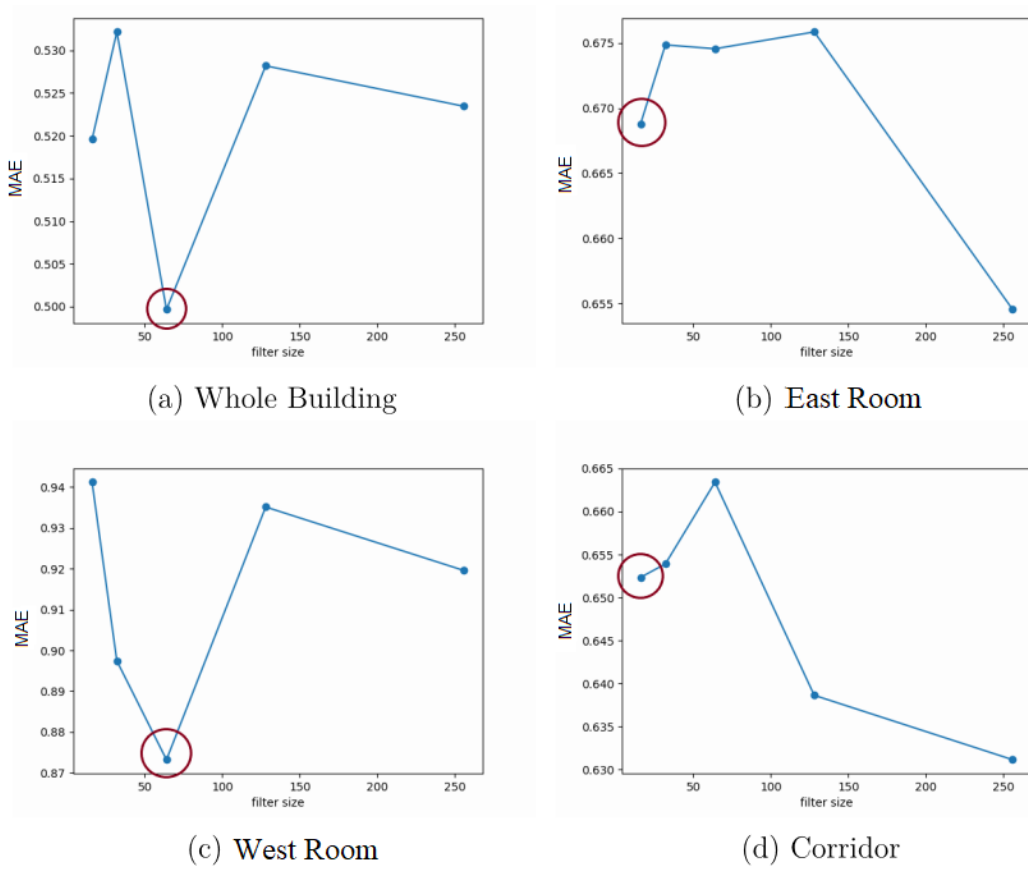 0.530
0.525
0.520
0.515
0.510
0.505
0.500
MAE
50 100 150 200 250
filter size
(a) Whole Building
0.675
0.670
0.665
0.660
0.655
MAE
50 100 150 200 250
filter size
(b) East Room
0.94
0.93
0.92
0.91
0.90
0.89
0.88
0.87
MAE
50 100 150 200 250
filter size
(c) West Room
0.665
0.660
0.655
0.650
0.645
0.640
0.635
0.630
MAE
50 100 150 200 250
filter size
(d) Corridor